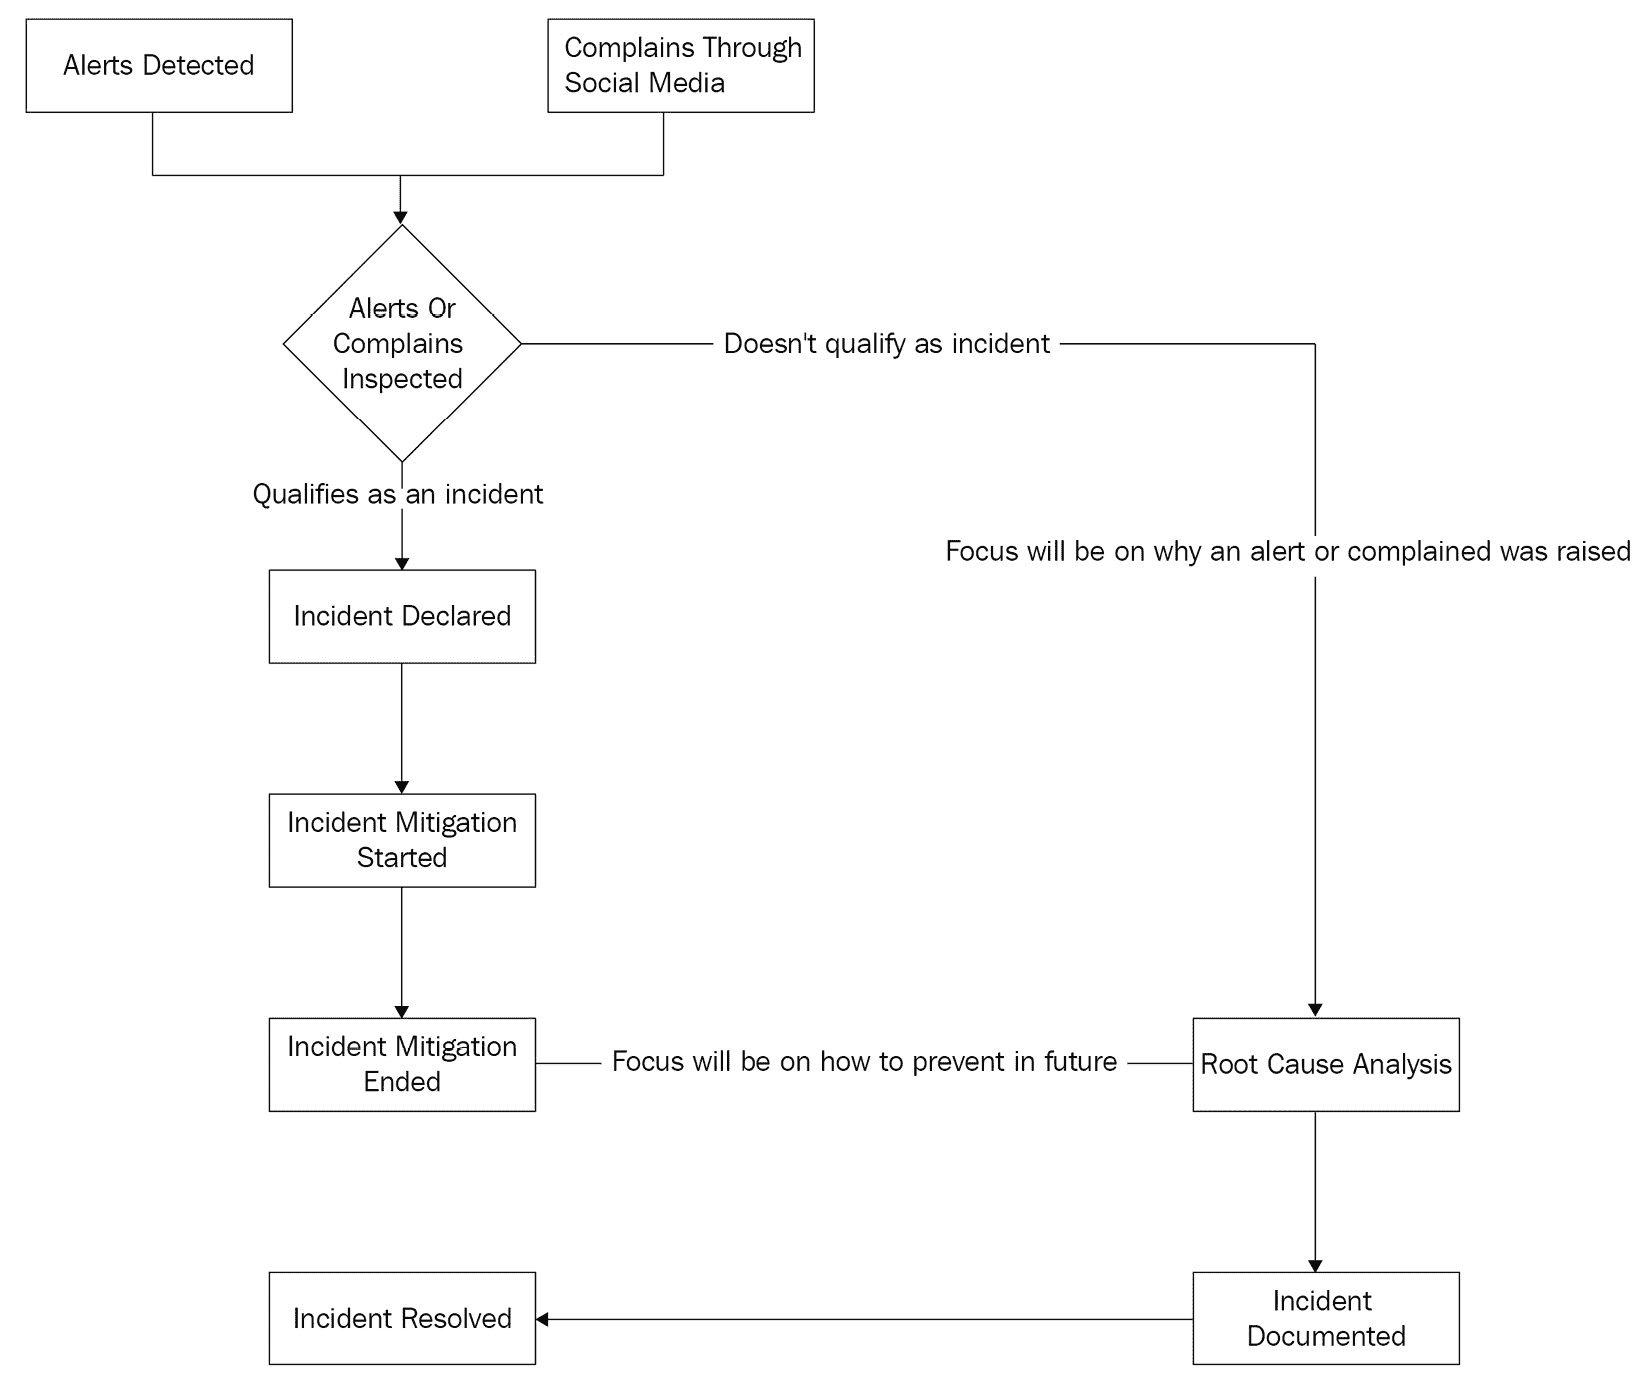 Alerts Detected
Complains Through
Social Media
Alerts Or
Complains
Inspected
Doesn't qualify as incident
Qualifies as an incident
Focus will be on why an alert or complained was raised
Incident Declared
Incident Mitigation
Started
Incident Mitigation
Ended
Focus will be on how to prevent in future
Root Cause Analysis
Incident Resolved
Incident
Documented